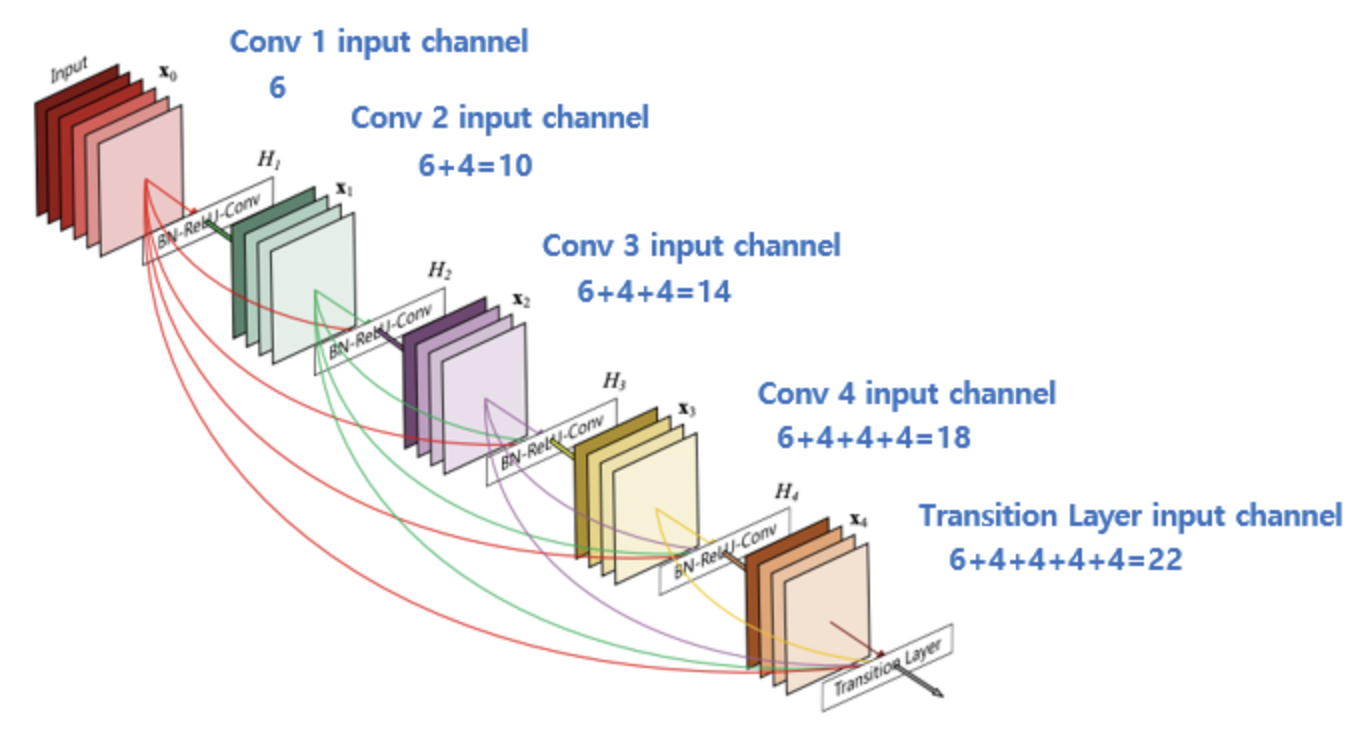 Input
x0
Conv 1 input channel
6
H1
BN-ReLU-Conv
x1
Conv 2 input channel
6+4=10
H2
BN-ReLU-Conv
x2
Conv 3 input channel
6+4+4=14
H3
BN-ReLU-Conv
x3
Conv 4 input channel
6+4+4+4=18
H4
BN-ReLU-Conv
x4
Transition Layer input channel
6+4+4+4+4=22
Transition Layer